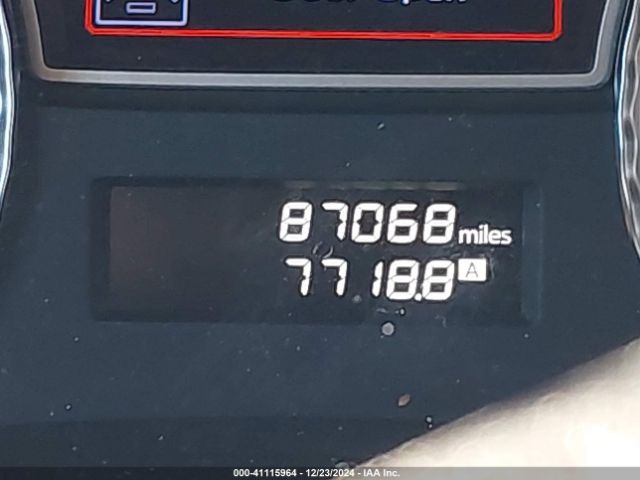 87068 miles
7718.8 A
000-41115964 - 12/23/2024 - IAA Inc.